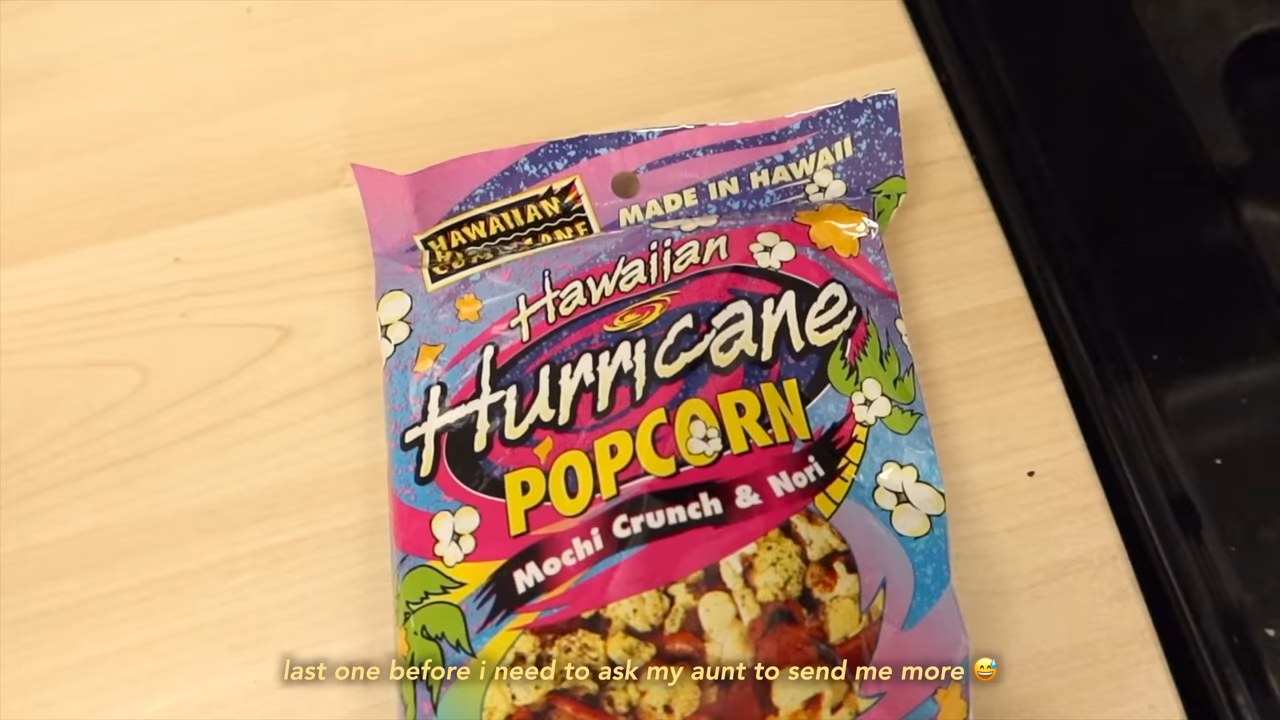 MADE IN HAWAII
HAWAIIAN
Hawaiian
Hurricane
POPCORN
Mochi Crunch & Nori
last one before i need to ask my aunt to send me more 😅